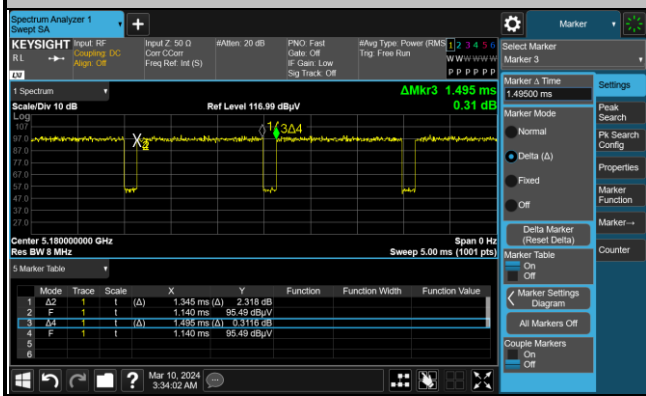 Spectrum Analyzer 1
Swept SA
+
Marker
KEYSIGHT Input: RF Input Z: 50 Ω #Atten: 20 dB PNO: Fast #Avg Type: Power (RMS 1 2 3 4 5 6
R L Coupling: DC Corr CCorr Gate: Off Trig: Free Run W W W W W W
Align: Off Freq Ref: Int (S) IF Gain: Low P P P P P P
Sig Track: Off
LXI
Select Marker
Marker 3
1 Spectrum
ΔMkr3 1.495 ms
Scale/Div 10 dB Ref Level 116.99 dBµV 0.31 dB
Log
107
97.0
87.0
77.0
67.0
57.0
47.0
37.0
27.0
3Δ4
Center 5.180000000 GHz Span 0 Hz
Res BW 8 MHz Sweep 5.00 ms (1001 pts)
5 Marker Table
Mode Trace Scale X Y Function Function Width Function Value
1 Δ2 1 t (Δ) 1.345 ms (Δ) 2.318 dB
2 F 1 t 1.140 ms 95.49 dBµV
3 Δ4 1 t (Δ) 1.495 ms (Δ) 0.3116 dB
4 F 1 t 1.140 ms 95.49 dBµV
5
6
Marker Δ Time
1.49500 ms
Marker Mode
Normal
Delta (Δ)
Fixed
Off
Delta Marker
(Reset Delta)
Marker Table
On
Off
Marker Settings
Diagram
All Markers Off
Couple Markers
On
Off
Settings
Peak
Search
Pk Search
Config
Properties
Marker
Function
Marker→
Counter
? Mar 10, 2024
3:34:02 AM